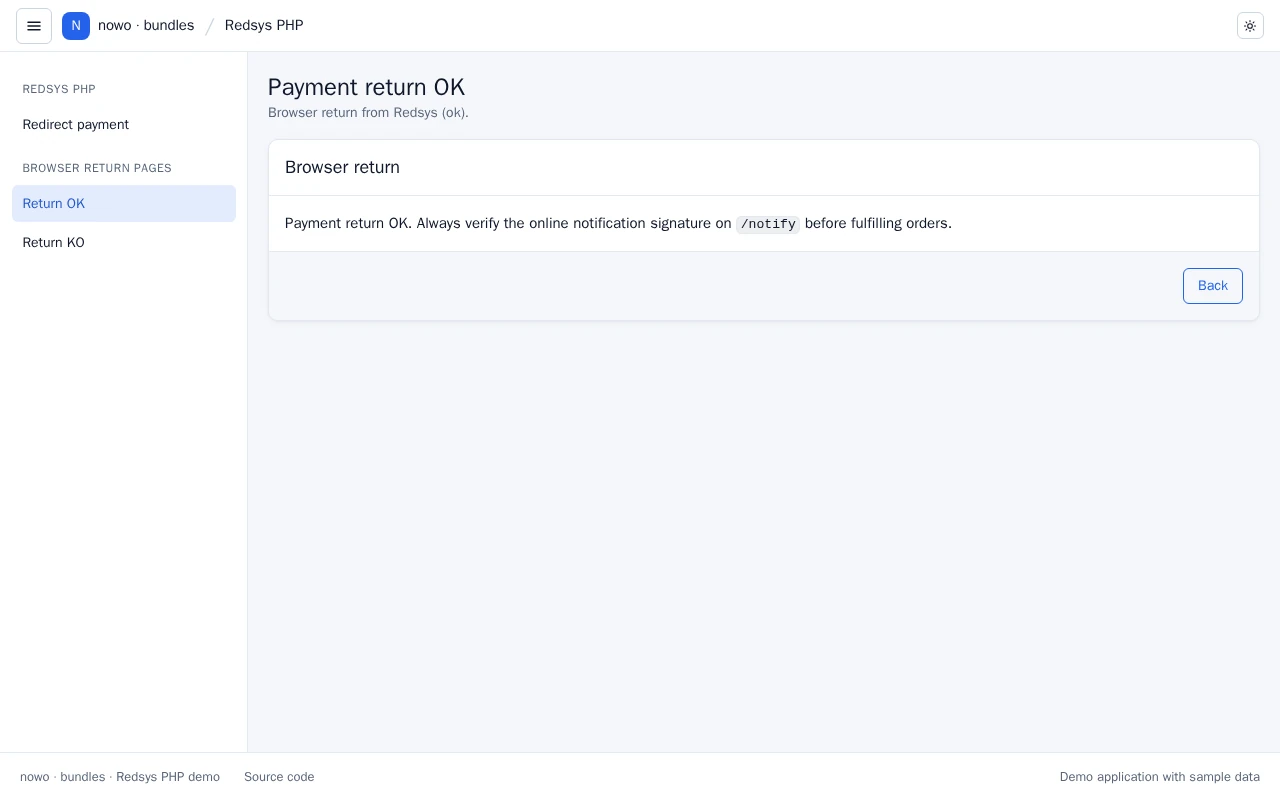 N nowo · bundles / Redsys PHP
REDSYS PHP
Redirect payment
BROWSER RETURN PAGES
Return OK
Return KO
Payment return OK
Browser return from Redsys (ok).
Browser return
Payment return OK. Always verify the online notification signature on /notify before fulfilling orders.
Back
nowo · bundles · Redsys PHP demo
Source code
Demo application with sample data